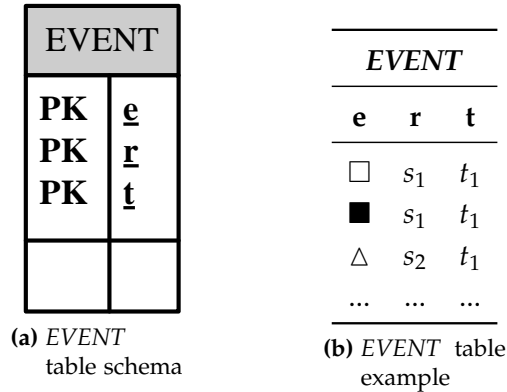 EVENT
PK e
PK r
PK t
(a) EVENT
table schema
EVENT
e r t
□ s₁ t₁
■ s₁ t₁
△ s₂ t₁
... ... ...
(b) EVENT table
example